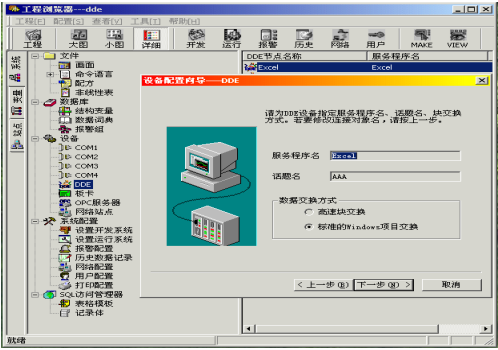 工程浏览器---dde
工程[F] 配置[S] 查看[V] 工具[T] 帮助[H]
工程 大图 小图 详细 开发 运行 报警 历史 网络 用户 MAKE VIEW
系统
变量
站点
文件
画面
命令语言
配方
非线性表
数据库
结构变量
数据词典
报警组
设备
COM1
COM2
COM3
COM4
DDE
板卡
OPC服务器
网络站点
系统配置
设置开发系统
设置运行系统
报警配置
历史数据记录
网络配置
用户配置
打印配置
SQL访问管理器
表格模板
记录体
DDE节点名称 服务程序名
Excel Excel
设备配置向导——DDE
请为DDE设备指定服务程序名、话题名、块交换
方式。若要修改连接对象名，请按上一步。
服务程序名 Excel
话题名 AAA
数据交换方式
高速块交换
标准的Windows项目交换
< 上一步(B) 下一步(N) > 取消
就绪